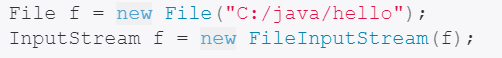 File f = new File("C:/java/hello");
InputStream f = new FileInputStream(f);